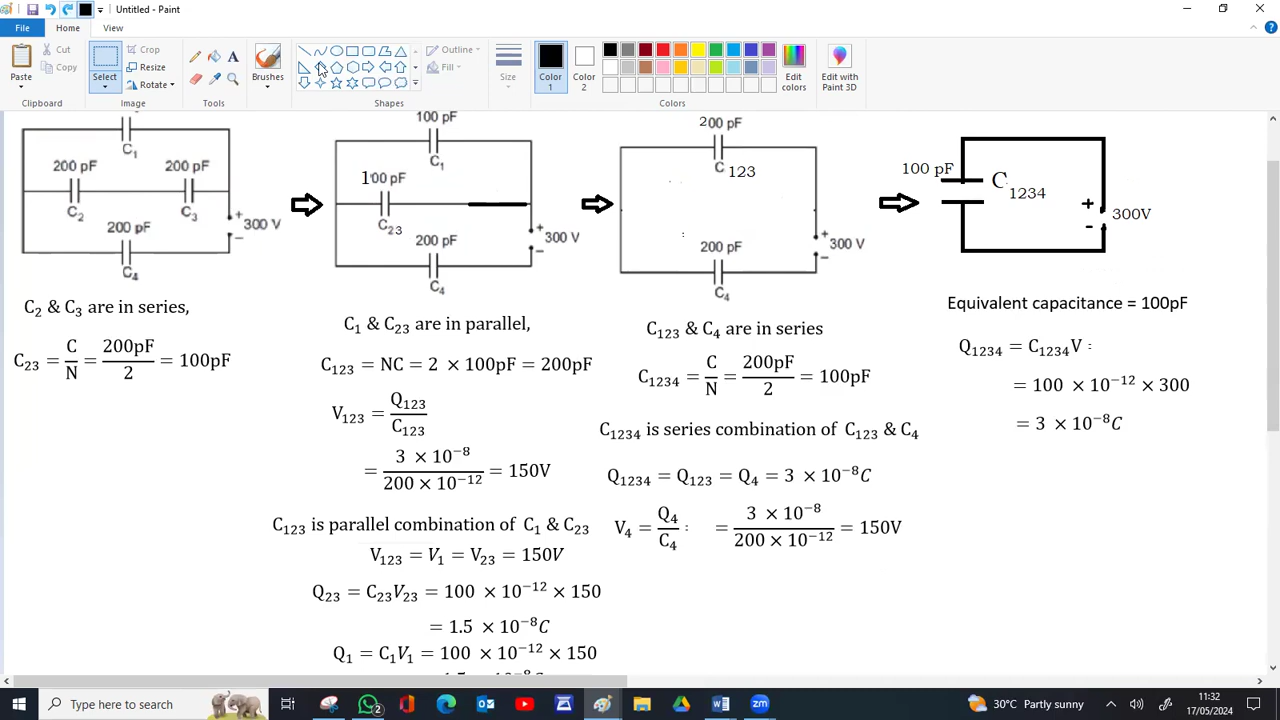 Untitled - Paint
File Home View
Paste Cut Copy Clipboard
Select Crop Resize Rotate Image
Tools
Brushes
Shapes Outline Fill
Size
Color 1 Color 2 Edit colors Colors
Edit with Paint 3D
C₁
200 pF 200 pF
C₂ C₃
200 pF
+ 300 V −
C₄
C₂ & C₃ are in series,
C₂₃ = C/N = 200pF/2 = 100pF
100 pF
C₁
100 pF
C₂₃
200 pF
+ 300 V −
C₄
C₁ & C₂₃ are in parallel,
C₁₂₃ = NC = 2 × 100pF = 200pF
V₁₂₃ = Q₁₂₃/C₁₂₃
= 3 × 10⁻⁸/200 × 10⁻¹² = 150V
C₁₂₃ is parallel combination of C₁ & C₂₃
V₁₂₃ = V₁ = V₂₃ = 150V
Q₂₃ = C₂₃V₂₃ = 100 × 10⁻¹² × 150
= 1.5 × 10⁻⁸C
Q₁ = C₁V₁ = 100 × 10⁻¹² × 150
200 pF
C 123
200 pF
+ 300 V −
C₄
C₁₂₃ & C₄ are in series
C₁₂₃₄ = C/N = 200pF/2 = 100pF
C₁₂₃₄ is series combination of C₁₂₃ & C₄
Q₁₂₃₄ = Q₁₂₃ = Q₄ = 3 × 10⁻⁸C
V₄ = Q₄/C₄ = 3 × 10⁻⁸/200 × 10⁻¹² = 150V
100 pF
C 1234
+ 300V -
Equivalent capacitance = 100pF
Q₁₂₃₄ = C₁₂₃₄V
= 100 × 10⁻¹² × 300
= 3 × 10⁻⁸C
Type here to search
2
30°C Partly sunny
11:32
17/05/2024